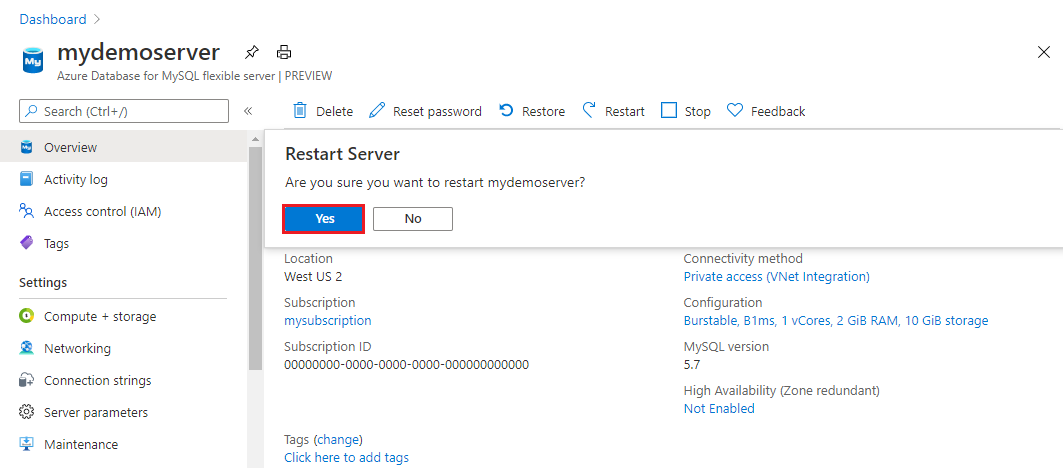 Dashboard
mydemoserver
Azure Database for MySQL flexible server | PREVIEW
Search (Ctrl+/)
Delete Reset password Restore Restart Stop Feedback
Overview
Activity log
Access control (IAM)
Tags
Settings
Compute + storage
Networking
Connection strings
Server parameters
Maintenance
Restart Server
Are you sure you want to restart mydemoserver?
Yes No
Location
West US 2
Subscription
mysubscription
Subscription ID
00000000-0000-0000-0000-000000000000
Connectivity method
Private access (VNet Integration)
Configuration
Burstable, B1ms, 1 vCores, 2 GiB RAM, 10 GiB storage
MySQL version
5.7
High Availability (Zone redundant)
Not Enabled
Tags (change)
Click here to add tags